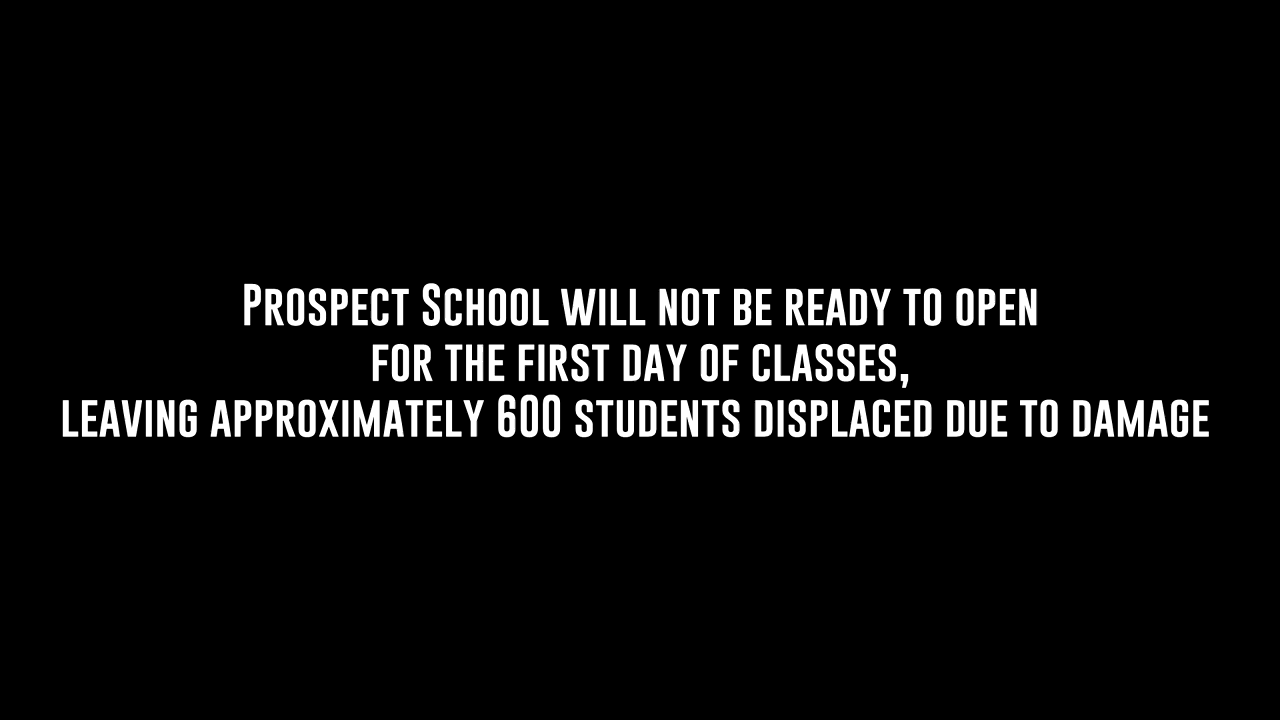 Prospect School will not be ready to open
for the first day of classes,
leaving approximately 600 students displaced due to damage